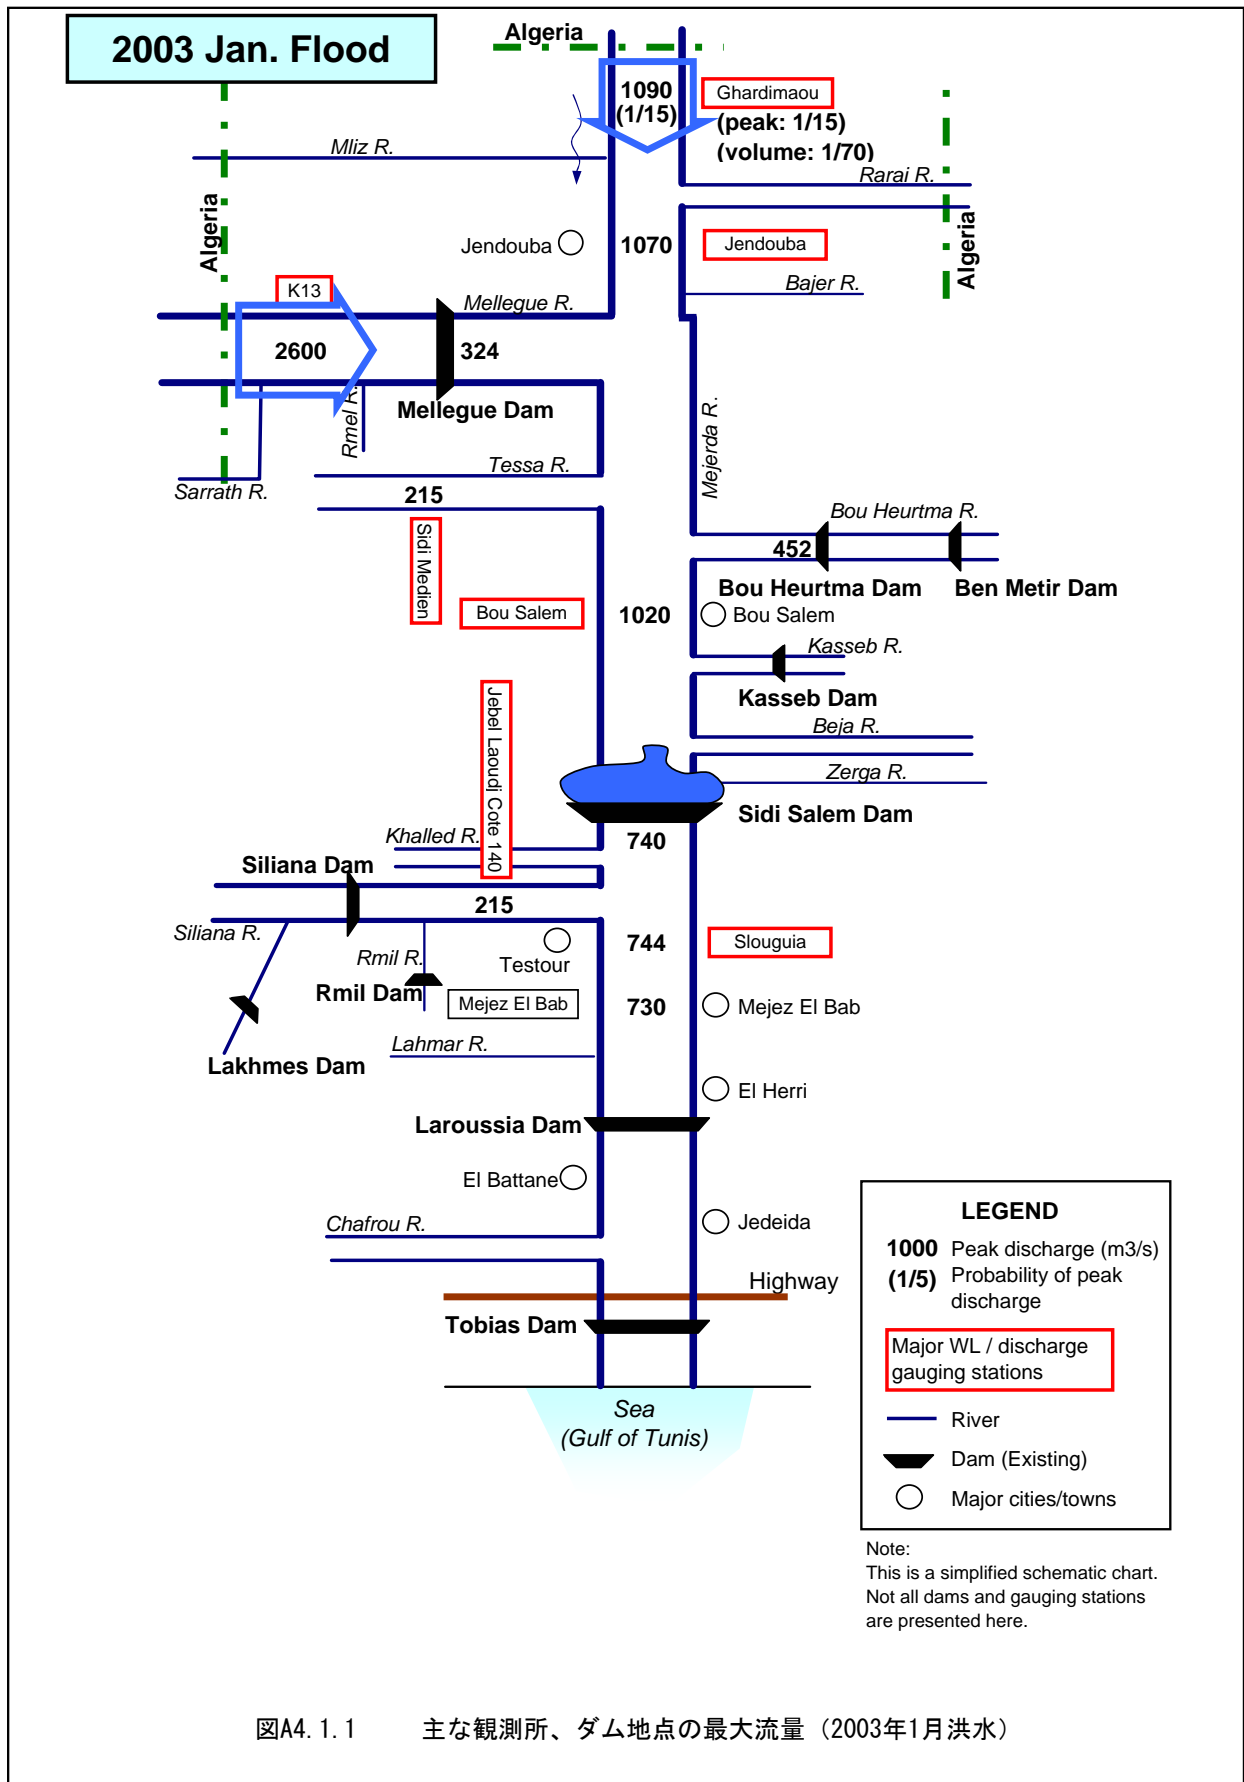 2003 Jan. Flood
Algeria
1090
(1/15)
Ghardimaou
(peak: 1/15)
(volume: 1/70)
Mliz R.
Rarai R.
Algeria
Algeria
Jendouba
1070
Jendouba
Bajer R.
K13
Mellegue R.
2600
324
Mellegue Dam
Rmel R.
Mejerda R.
Tessa R.
Sarrath R.
215
Sidi Medien
Bou Heurtma R.
452
Bou Heurtma Dam
Ben Metir Dam
Bou Salem
1020
Bou Salem
Kasseb R.
Kasseb Dam
Jebel Laoudj Cote 140
Beja R.
Zerga R.
Sidi Salem Dam
Khalled R.
740
Siliana Dam
215
Siliana R.
Rmil R.
Testour
744
Slouguia
Rmil Dam
Mejez El Bab
730
Mejez El Bab
Lahmar R.
Lakhmes Dam
El Herri
Laroussia Dam
El Battane
Chafrou R.
Jedeida
Highway
Tobias Dam
Sea
(Gulf of Tunis)
LEGEND
1000 Peak discharge (m3/s)
(1/5) Probability of peak
discharge
Major WL / discharge
gauging stations
River
Dam (Existing)
Major cities/towns
Note:
This is a simplified schematic chart.
Not all dams and gauging stations
are presented here.
図A4.1.1 主な観測所、ダム地点の最大流量（2003年1月洪水）